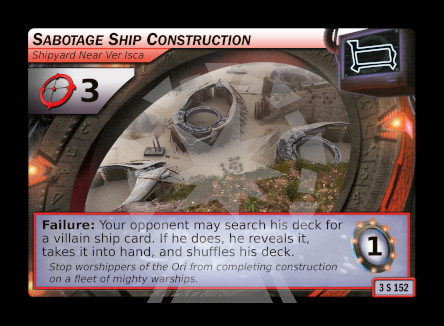 Sabotage Ship Construction
Shipyard Near Ver Isca
3
Failure: Your opponent may search his deck for
a villain ship card. If he does, he reveals it,
takes it into hand, and shuffles his deck.
Stop worshippers of the Ori from completing construction
on a fleet of mighty warships.
1
3 S 152